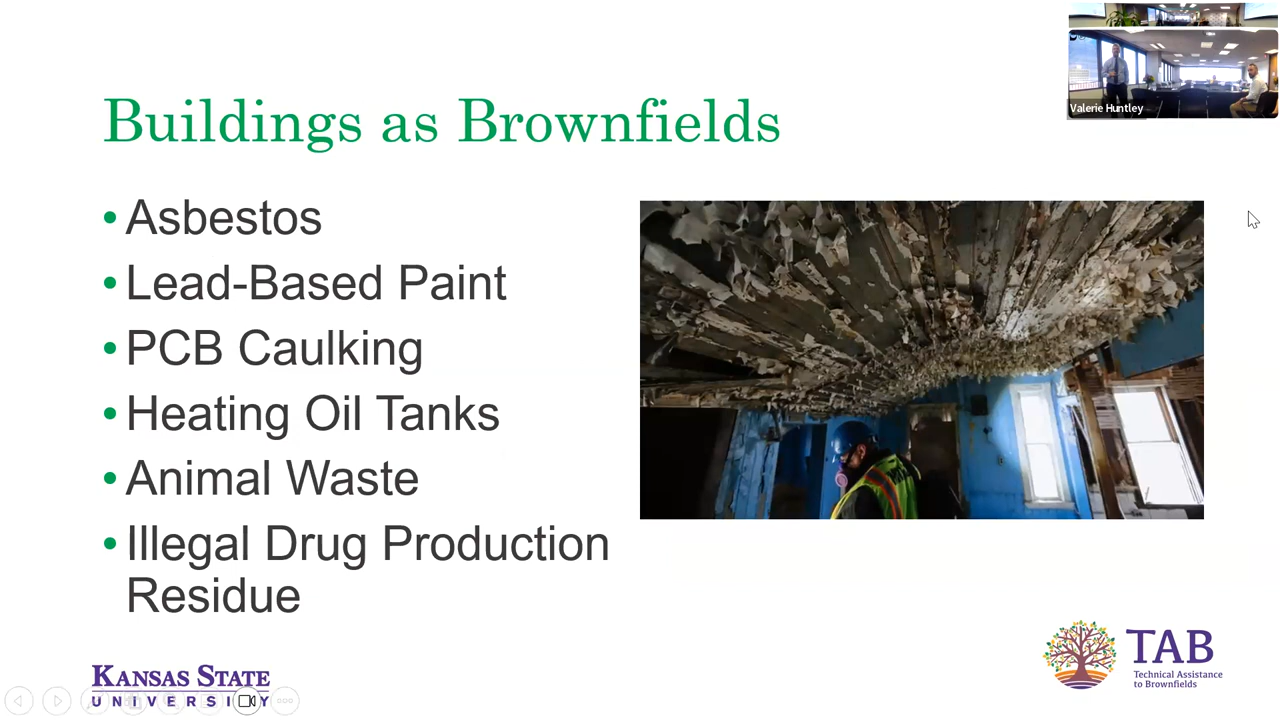 Valerie Huntley
Buildings as Brownfields
• Asbestos
• Lead-Based Paint
• PCB Caulking
• Heating Oil Tanks
• Animal Waste
• Illegal Drug Production
Residue
KANSAS STATE
UNIVERSITY
TAB
Technical Assistance
to Brownfields